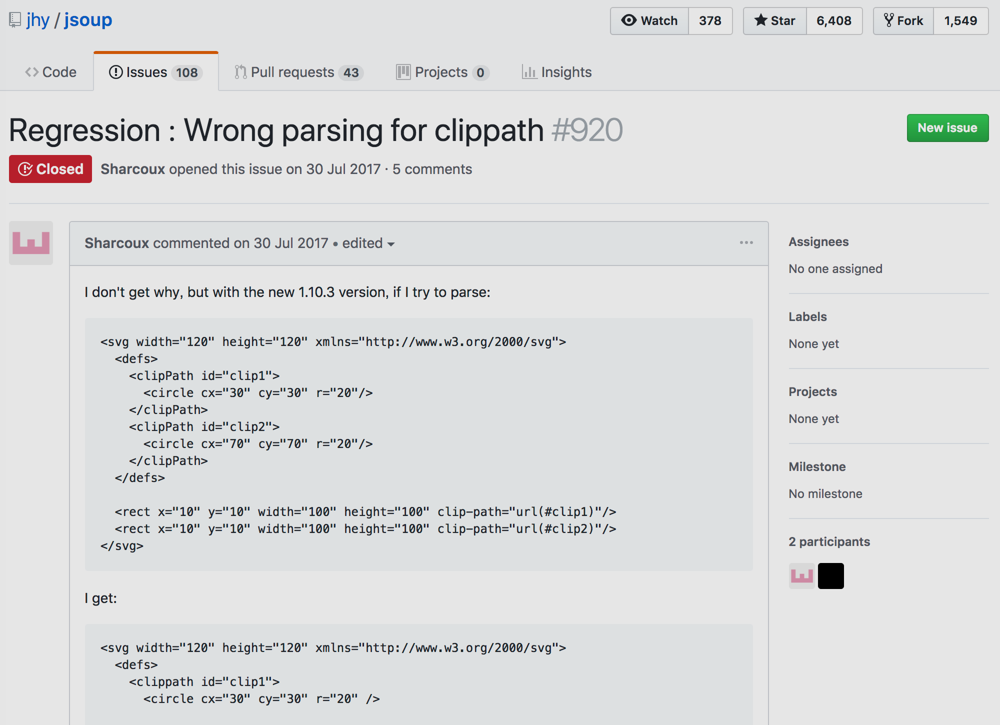 jhy / jsoup
Watch 378 Star 6,408 Fork 1,549
Code Issues 108 Pull requests 43 Projects 0 Insights
Regression : Wrong parsing for clippath #920
New issue
Closed Sharcoux opened this issue on 30 Jul 2017 · 5 comments
Sharcoux commented on 30 Jul 2017 • edited
I don't get why, but with the new 1.10.3 version, if I try to parse:
<svg width="120" height="120" xmlns="http://www.w3.org/2000/svg">
  <defs>
    <clipPath id="clip1">
      <circle cx="30" cy="30" r="20"/>
    </clipPath>
    <clipPath id="clip2">
      <circle cx="70" cy="70" r="20"/>
    </clipPath>
  </defs>
  <rect x="10" y="10" width="100" height="100" clip-path="url(#clip1)"/>
  <rect x="10" y="10" width="100" height="100" clip-path="url(#clip2)"/>
</svg>
I get:
<svg width="120" height="120" xmlns="http://www.w3.org/2000/svg">
  <defs>
    <clippath id="clip1">
      <circle cx="30" cy="30" r="20" />
Assignees
No one assigned
Labels
None yet
Projects
None yet
Milestone
No milestone
2 participants